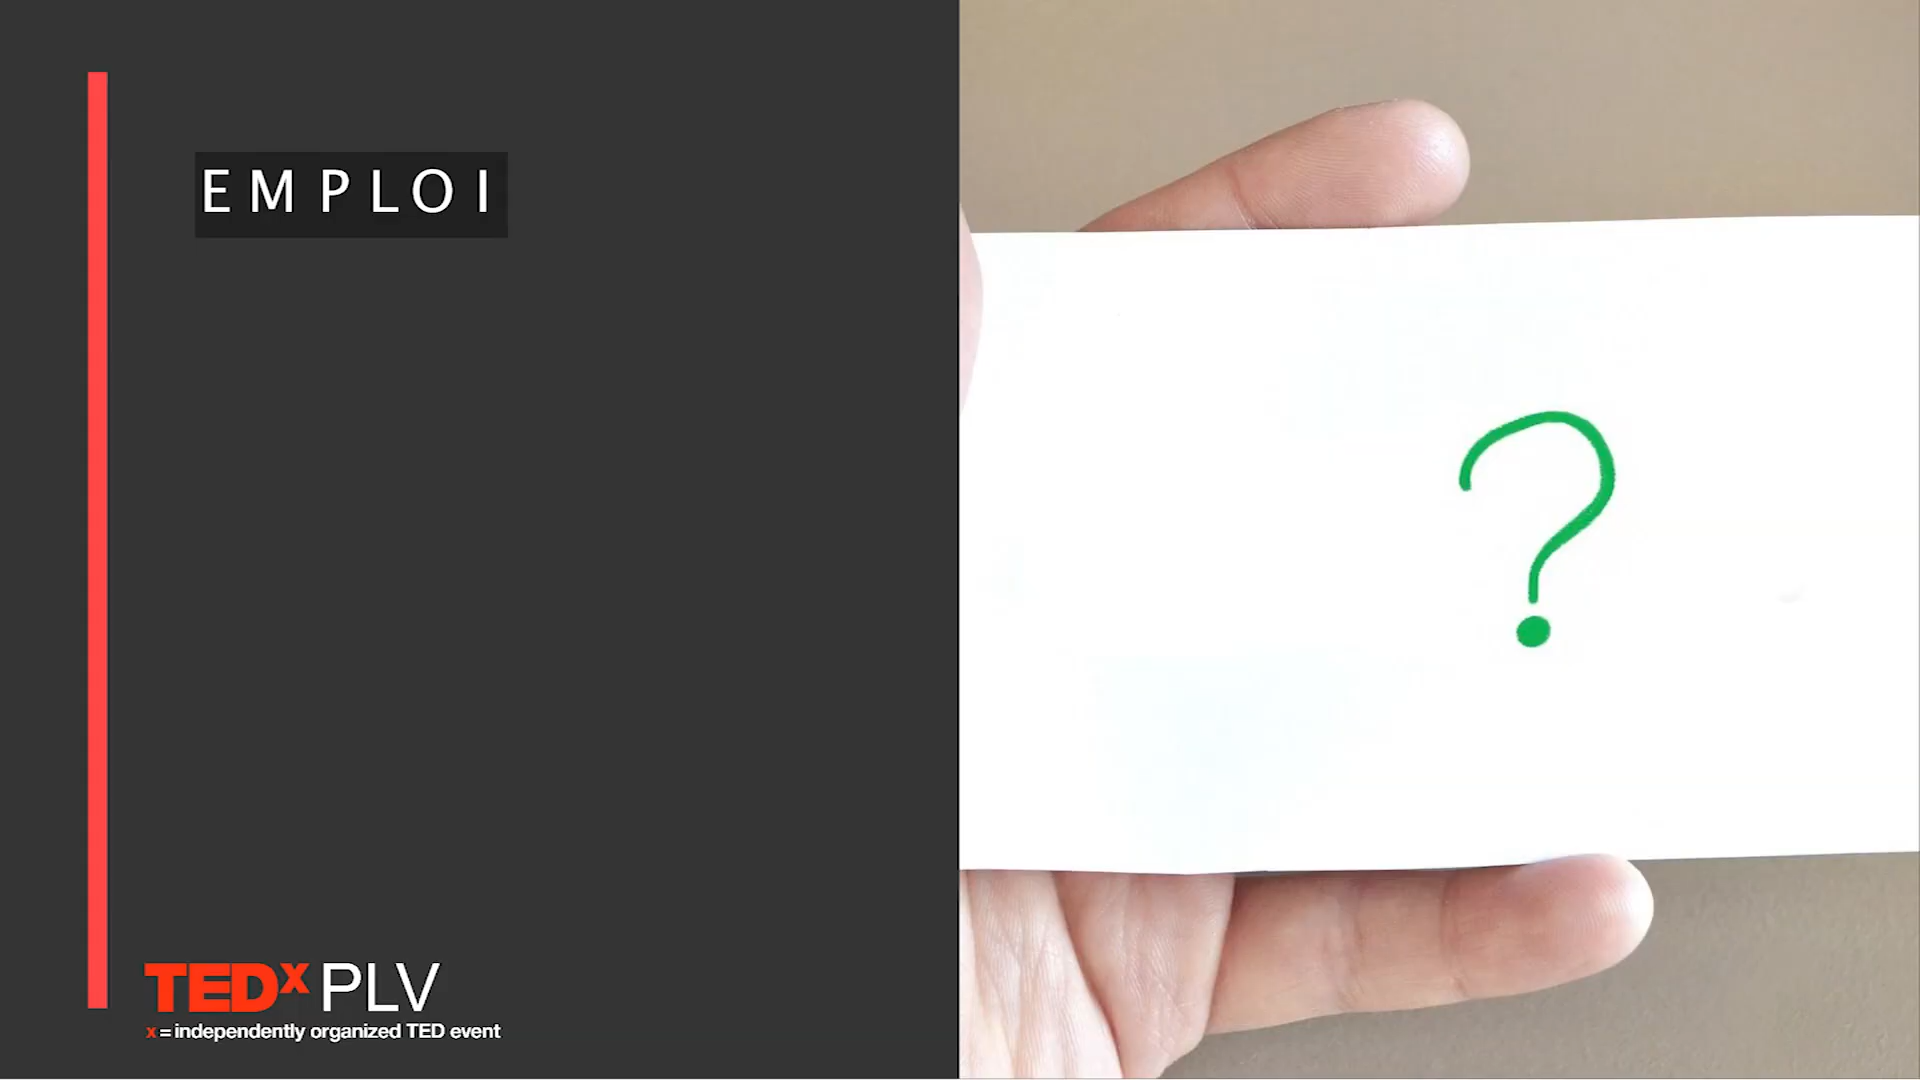 EMPLOI
?
TEDx PLV
x = independently organized TED event